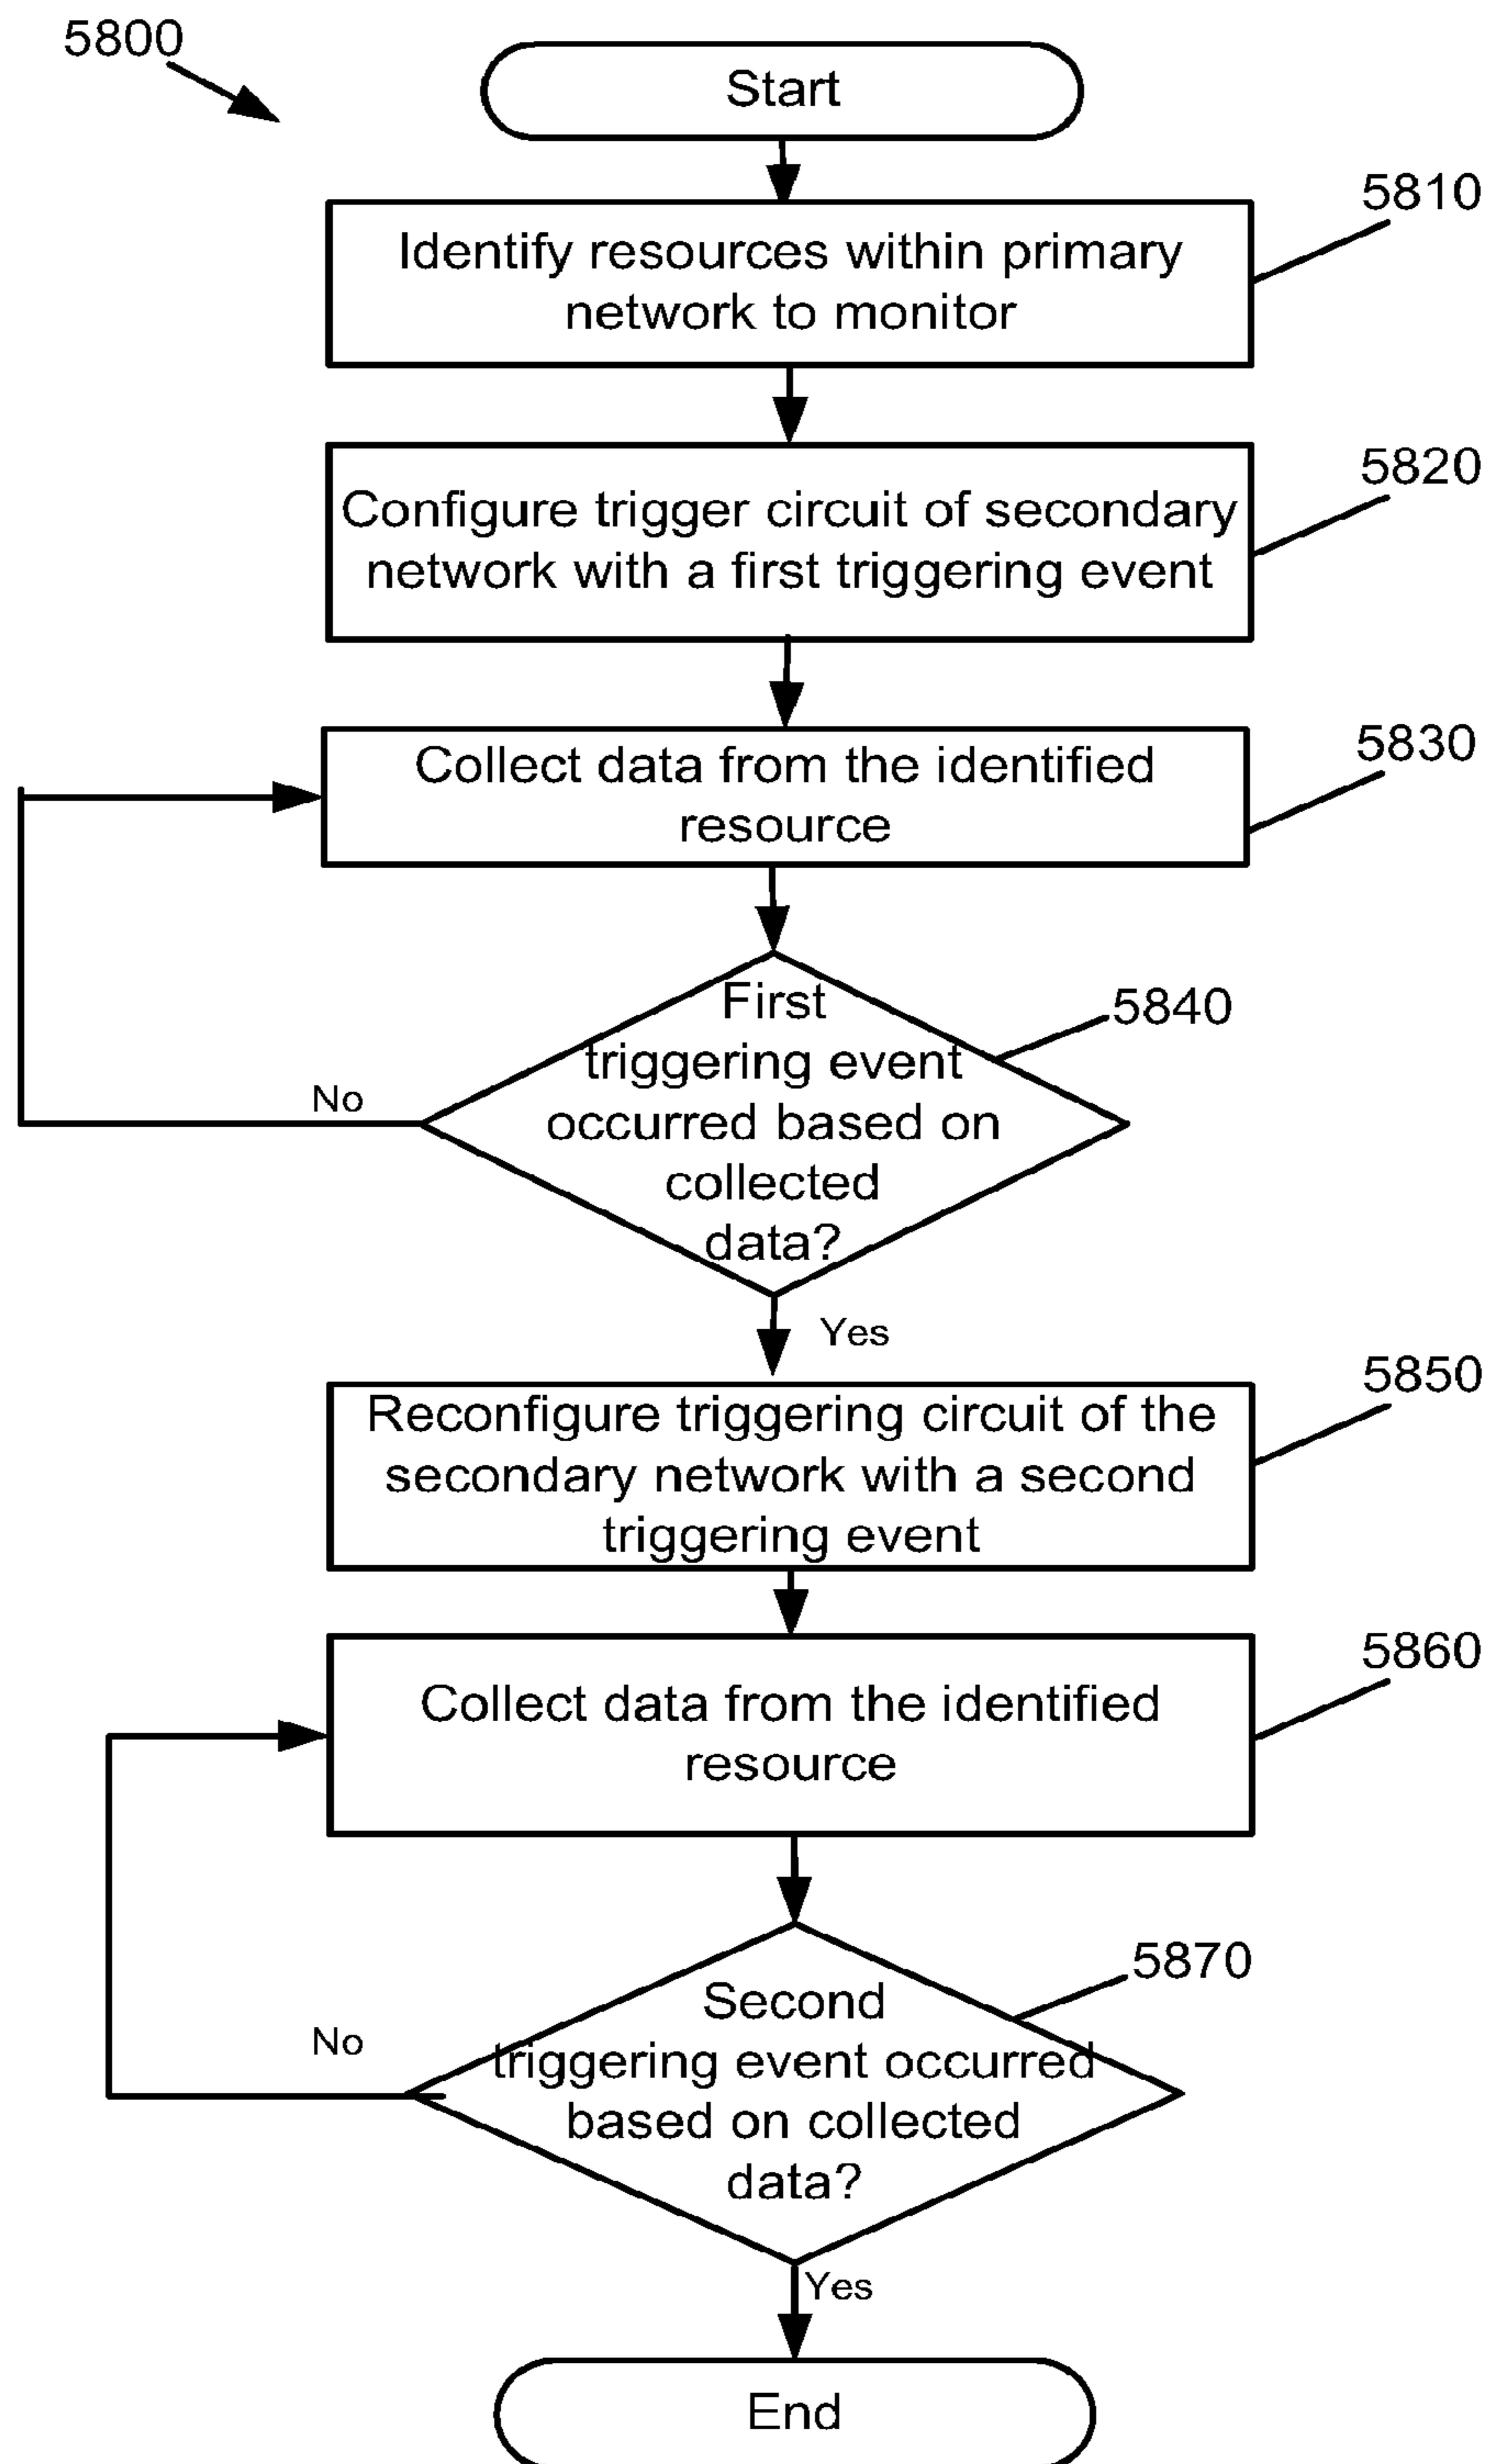 5800
Start
5810
Identify resources within primary
network to monitor
5820
Configure trigger circuit of secondary
network with a first triggering event
5830
Collect data from the identified
resource
5840
First
triggering event
occurred based on
collected
data?
No
Yes
5850
Reconfigure triggering circuit of the
secondary network with a second
triggering event
5860
Collect data from the identified
resource
5870
Second
triggering event occurred
based on collected
data?
No
Yes
End